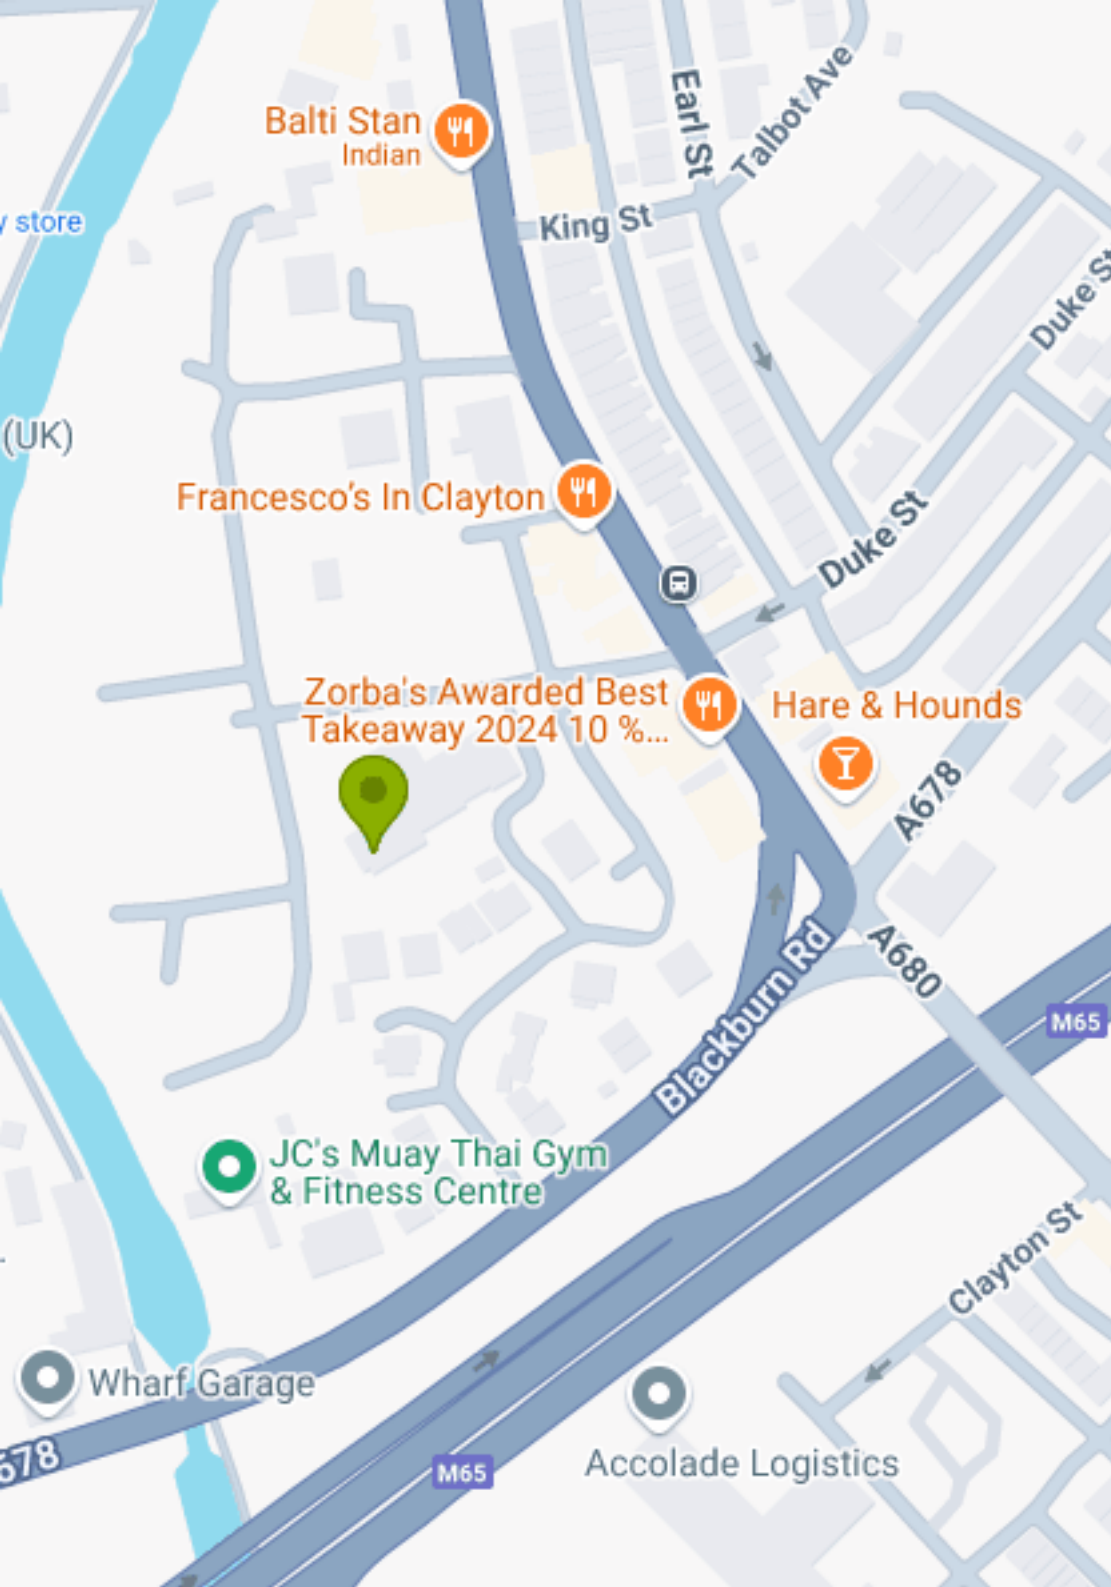 Balti Stan
Indian
Earl St
Talbot Ave
King St
y store
Duke St
(UK)
Francesco's In Clayton
Duke St
Zorba's Awarded Best
Takeaway 2024 10 %...
Hare & Hounds
A678
A680
Blackburn Rd
M65
JC's Muay Thai Gym
& Fitness Centre
Clayton St
Wharf Garage
678
M65
Accolade Logistics